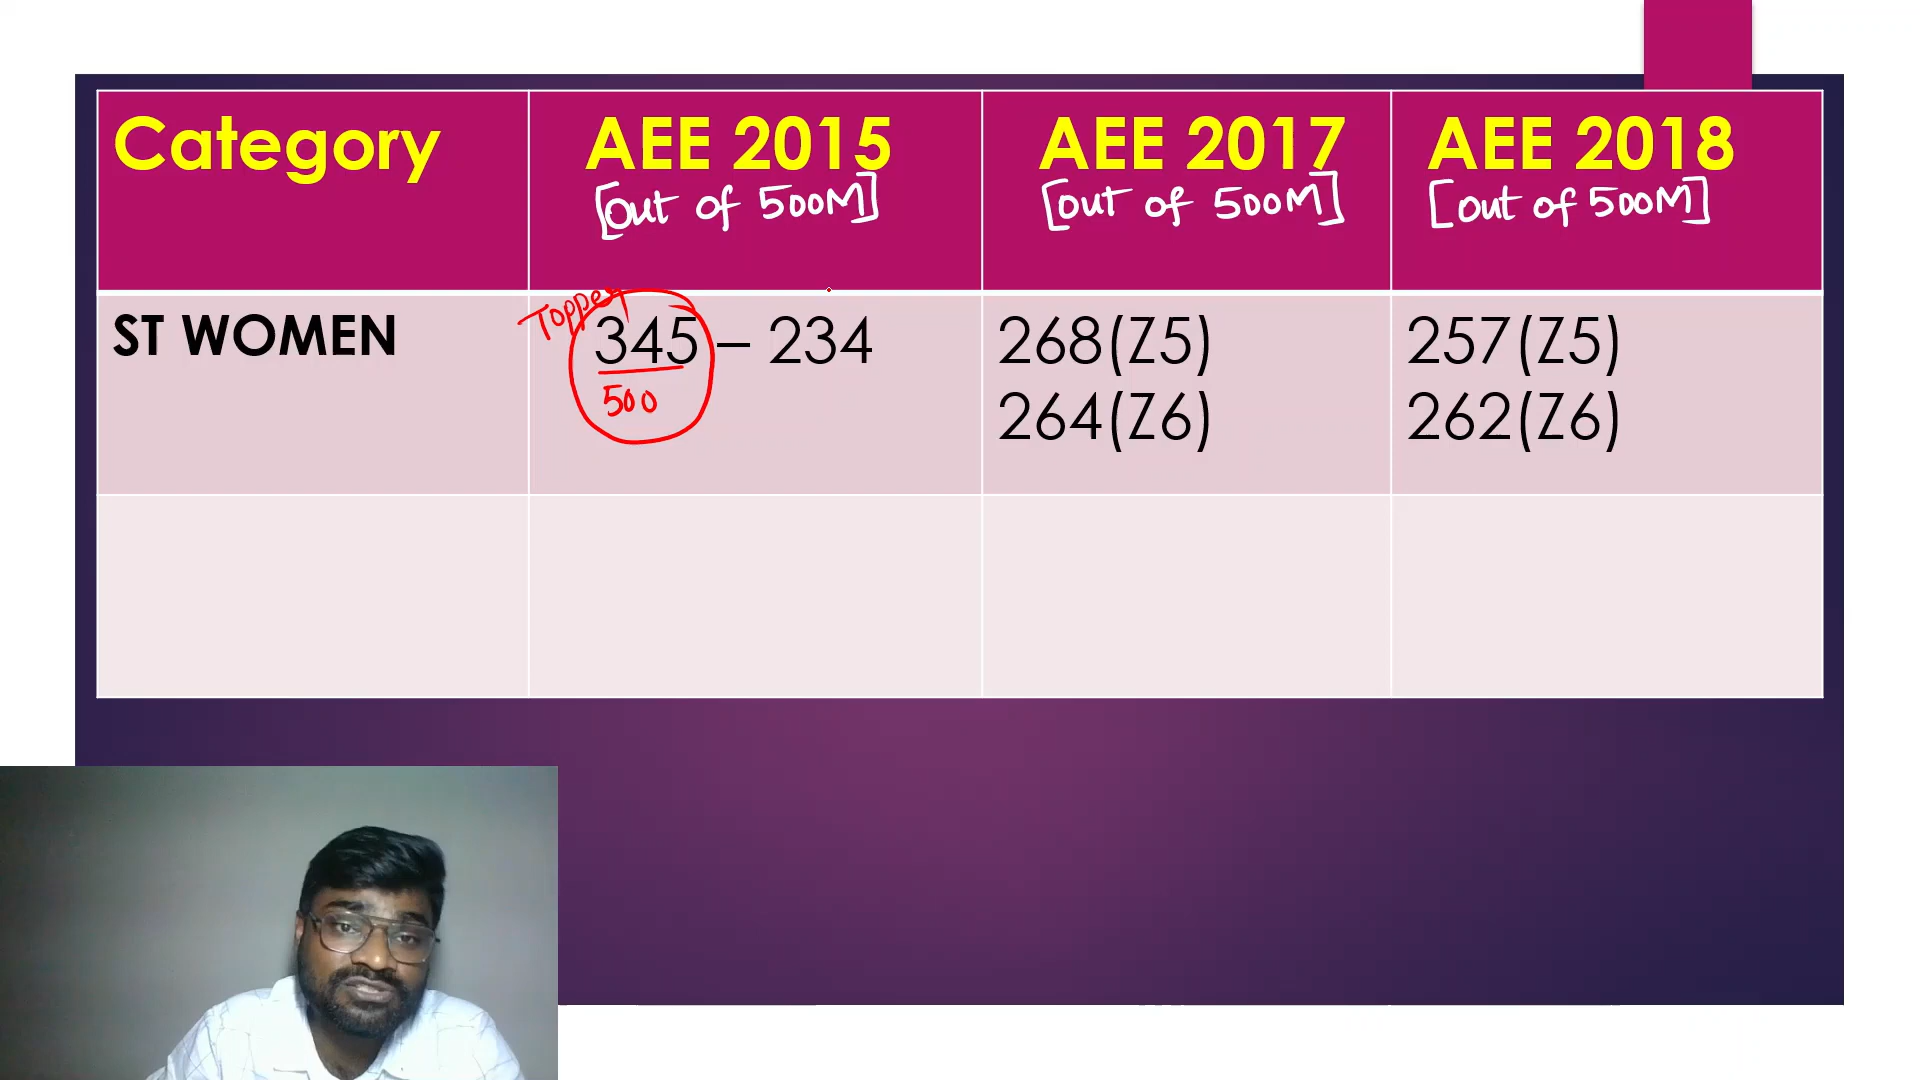 Category
AEE 2015
[out of 500M]
AEE 2017
[out of 500M]
AEE 2018
[out of 500M]
ST WOMEN
Topper
345 – 234
500
268(Z5)
264(Z6)
257(Z5)
262(Z6)